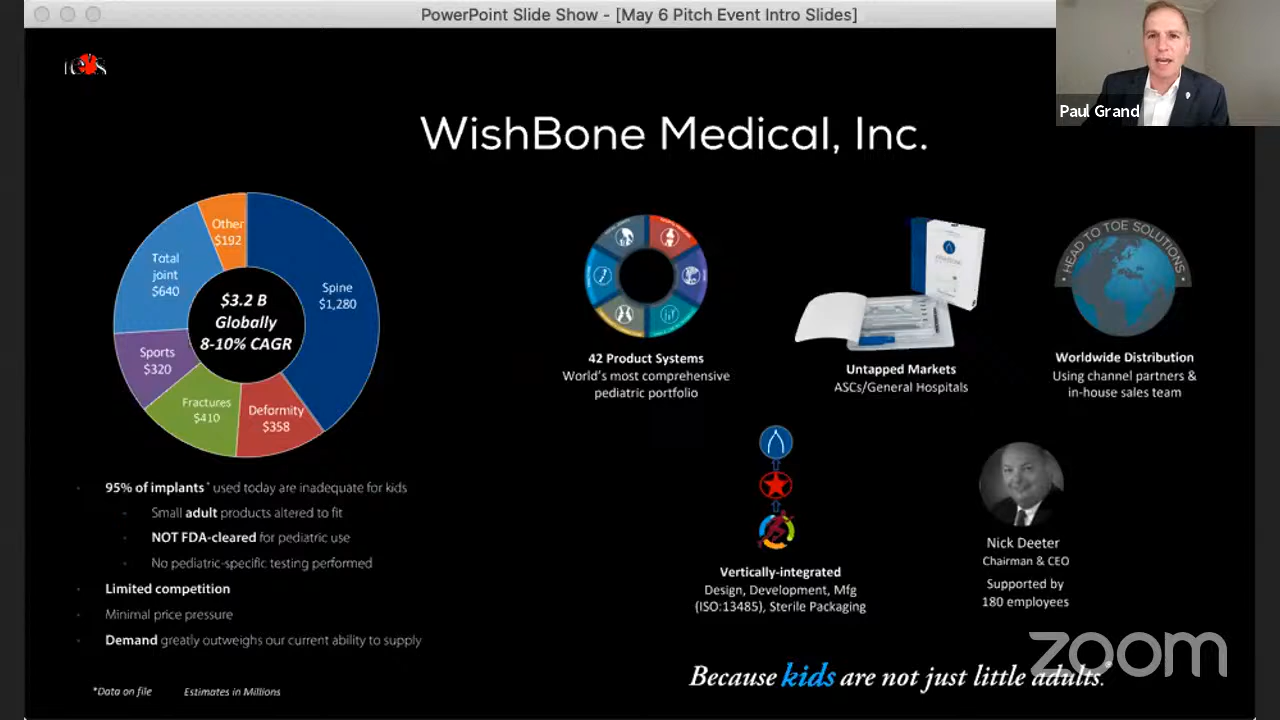 PowerPoint Slide Show - [May 6 Pitch Event Intro Slides]
Paul Grand
WishBone Medical, Inc.
Other
$192
Total
joint
$640
Spine
$1,280
Sports
$320
Fractures
$410
Deformity
$358
$3.2 B
Globally
8-10% CAGR
95% of implants* used today are inadequate for kids
Small adult products altered to fit
NOT FDA-cleared for pediatric use
No pediatric-specific testing performed
Limited competition
Minimal price pressure
Demand greatly outweighs our current ability to supply
*Data on file Estimates in Millions
42 Product Systems
World's most comprehensive
pediatric portfolio
Untapped Markets
ASCs/General Hospitals
HEAD TO TOE SOLUTIONS
Worldwide Distribution
Using channel partners &
in-house sales team
Vertically-integrated
Design, Development, Mfg
(ISO:13485), Sterile Packaging
Nick Deeter
Chairman & CEO
Supported by
180 employees
Because kids are not just little adults.
zoom